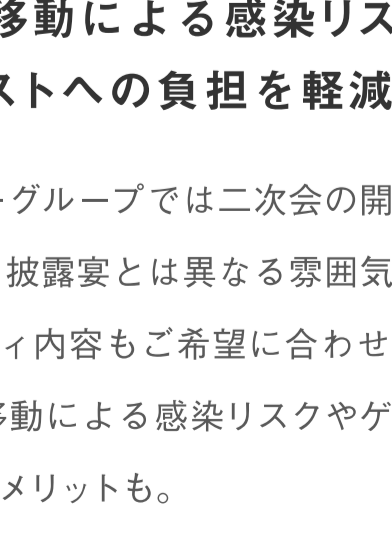 移動による感染リス
ストへの負担を軽減
ーグループでは二次会の開
披露宴とは異なる雰囲気
ィ内容もご希望に合わせ
移動による感染リスクやゲ
メリットも。